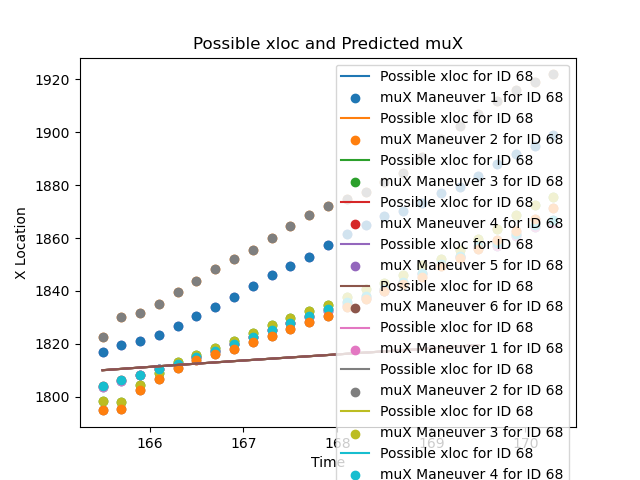 Possible xloc and Predicted muX
X Location
1920
1900
1880
1860
1840
1820
1800
166
167
168
169
170
Time
Possible xloc for ID 68
muX Maneuver 1 for ID 68
Possible xloc for ID 68
muX Maneuver 2 for ID 68
Possible xloc for ID 68
muX Maneuver 3 for ID 68
Possible xloc for ID 68
muX Maneuver 4 for ID 68
Possible xloc for ID 68
muX Maneuver 5 for ID 68
Possible xloc for ID 68
muX Maneuver 6 for ID 68
Possible xloc for ID 68
muX Maneuver 1 for ID 68
Possible xloc for ID 68
muX Maneuver 2 for ID 68
Possible xloc for ID 68
muX Maneuver 3 for ID 68
Possible xloc for ID 68
muX Maneuver 4 for ID 68